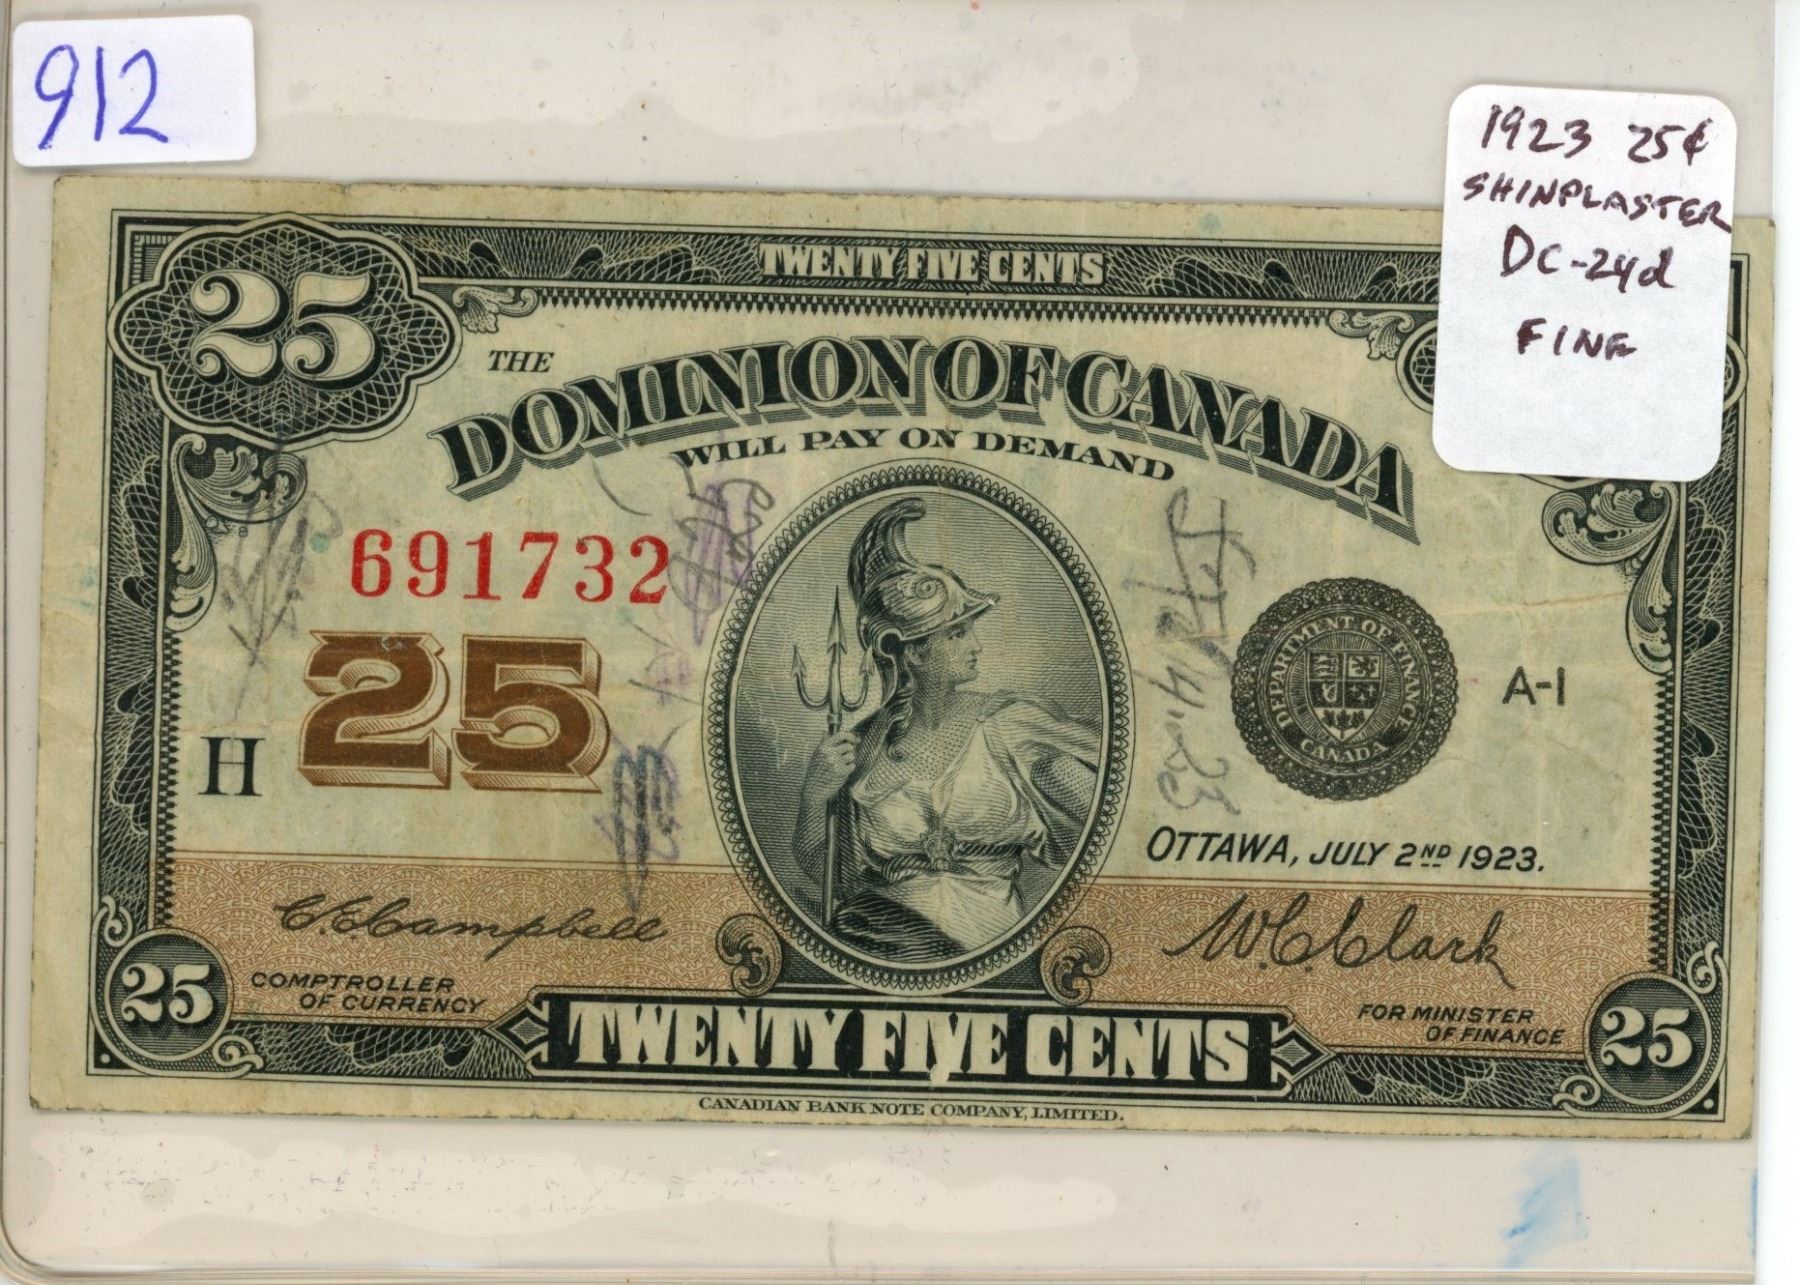 912
1923 25¢
SHINPLASTER
DC-24d
FINE
TWENTY FIVE CENTS
25
THE
DOMINION OF CANADA
WILL PAY ON DEMAND
691732
25
H
DEPARTMENT OF FINANCE
CANADA
A-1
OTTAWA, JULY 2ND 1923.
C.E. Campbell
W.C. Clark
25
COMPTROLLER
OF CURRENCY
FOR MINISTER
OF FINANCE
25
TWENTY FIVE CENTS
CANADIAN BANK NOTE COMPANY, LIMITED.